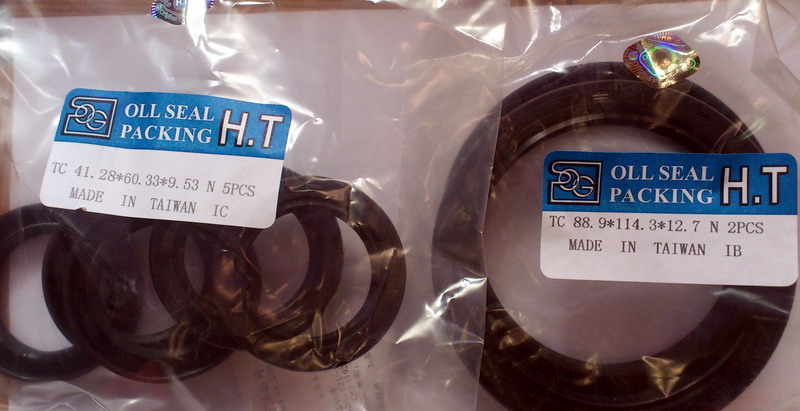 OLL SEAL
PACKING H.T
TC 41.28*60.33*9.53 N 5PCS
MADE IN TAIWAN IC
OLL SEAL
PACKING H.T
TC 88.9*114.3*12.7 N 2PCS
MADE IN TAIWAN IB